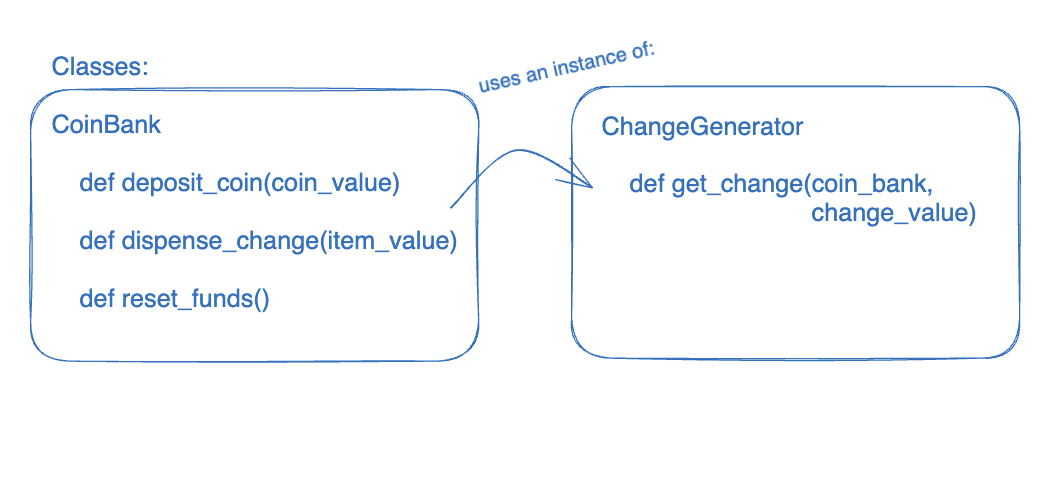 Classes:
uses an instance of:
CoinBank
def deposit_coin(coin_value)
def dispense_change(item_value)
def reset_funds()
ChangeGenerator
def get_change(coin_bank,
change_value)